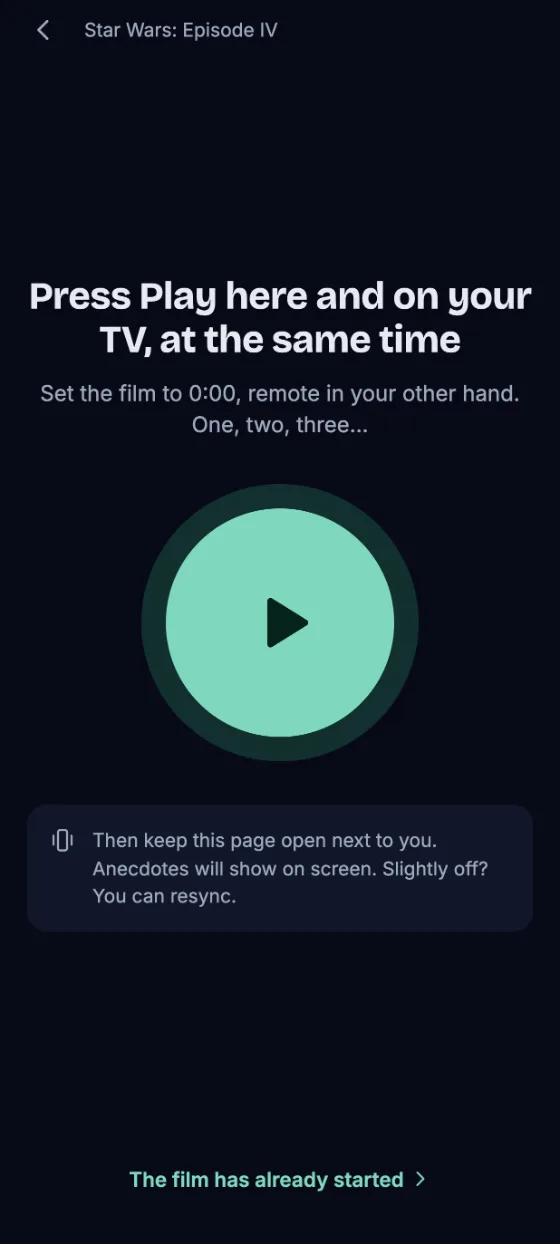 Star Wars: Episode IV
Press Play here and on your
TV, at the same time
Set the film to 0:00, remote in your other hand.
One, two, three...
Then keep this page open next to you.
Anecdotes will show on screen. Slightly off?
You can resync.
The film has already started